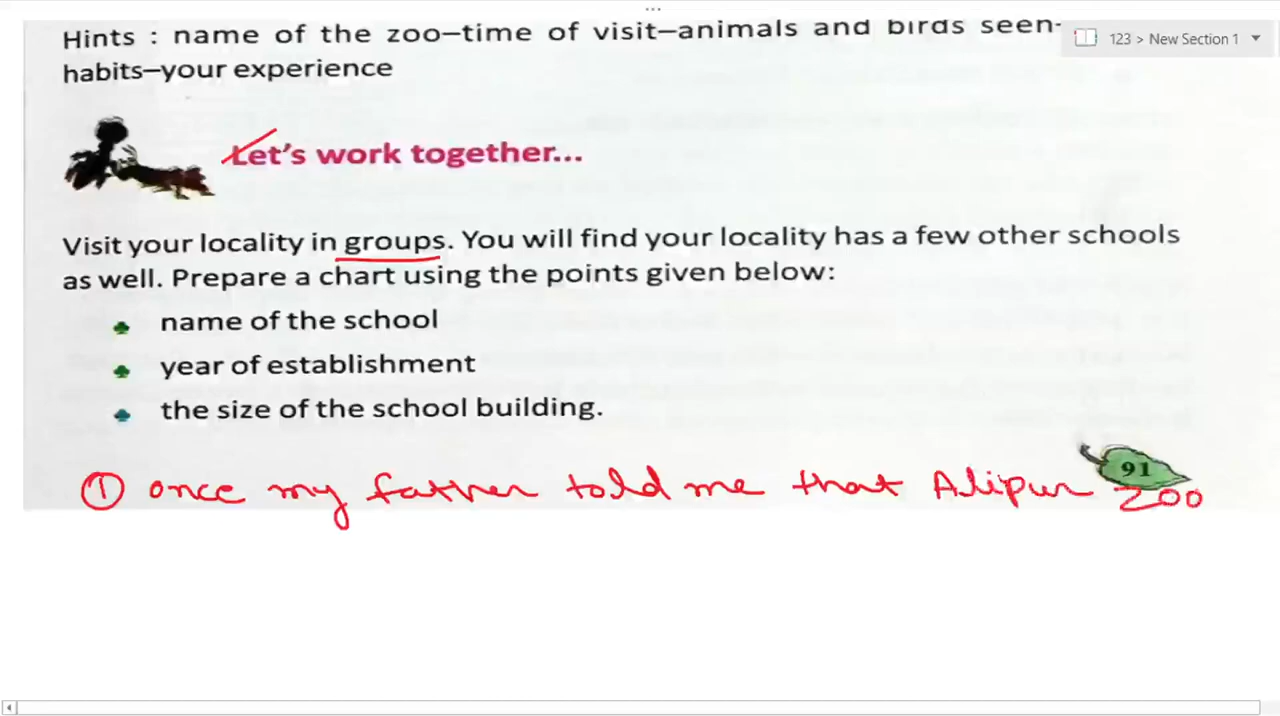 Hints : name of the zoo–time of visit–animals and birds seen-
123 > New Section 1
habits–your experience
Let's work together...
Visit your locality in groups. You will find your locality has a few other schools
as well. Prepare a chart using the points given below:
name of the school
year of establishment
the size of the school building.
91
① once my father told me that Alipur zoo